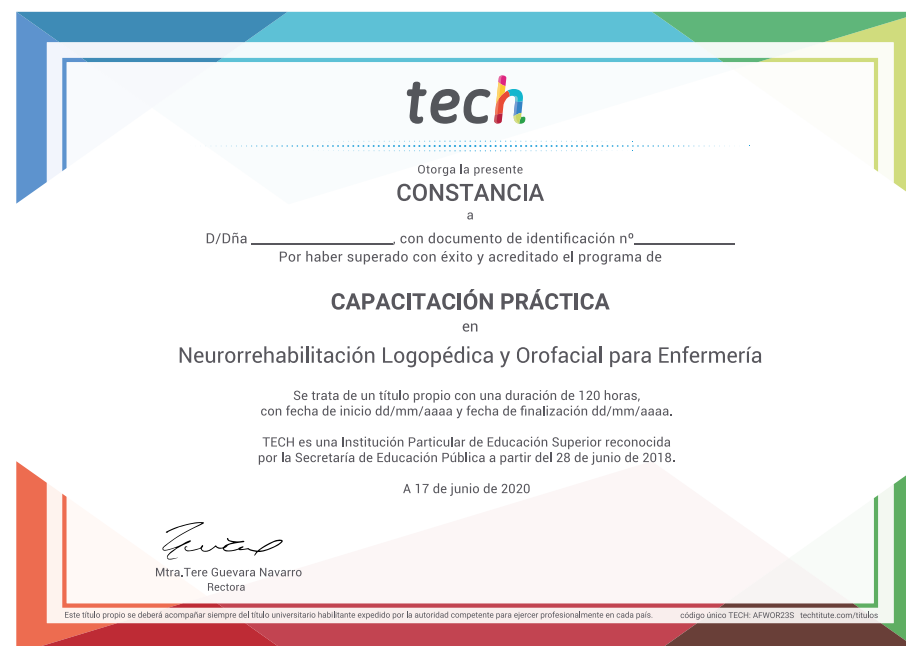 tech
Otorga la presente
CONSTANCIA
a
D/Dña ____________________, con documento de identificación nº______________
Por haber superado con éxito y acreditado el programa de
CAPACITACIÓN PRÁCTICA
en
Neurorrehabilitación Logopédica y Orofacial para Enfermería
Se trata de un título propio con una duración de 120 horas,
con fecha de inicio dd/mm/aaaa y fecha de finalización dd/mm/aaaa.
TECH es una Institución Particular de Educación Superior reconocida
por la Secretaría de Educación Pública a partir del 28 de junio de 2018.
A 17 de junio de 2020
Mtra.Tere Guevara Navarro
Rectora
Este título propio se deberá acompañar siempre del título universitario habilitante expedido por la autoridad competente para ejercer profesionalmente en cada país. código único TECH: AFWOR23S techtitute.com/titulos